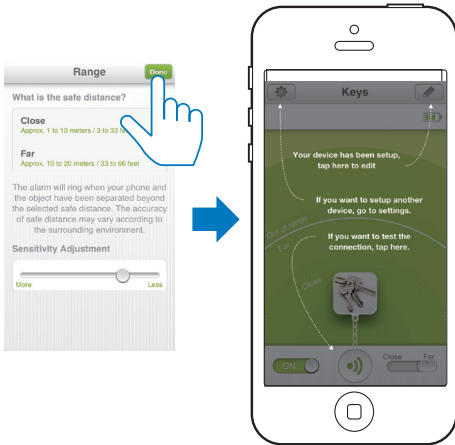 Range
Done
What is the safe distance?
Close
Approx. 1 to 10 meters / 3 to 33 feet
Far
Approx. 10 to 20 meters / 33 to 66 feet
The alarm will ring when your phone and
the object have been separated beyond
the selected safe distance. The accuracy
of safe distance may vary according to
the surrounding environment.
Sensitivity Adjustment
More
Less
Keys
Your device has been setup,
tap here to edit
If you want to setup another
device, go to settings.
If you want to test the
connection, tap here.
Out of range
Far
Close
ON
Close
Far